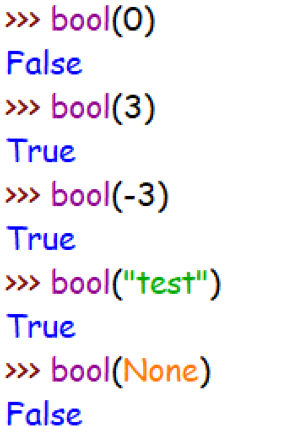 >>> bool(0)
False
>>> bool(3)
True
>>> bool(-3)
True
>>> bool("test")
True
>>> bool(None)
False